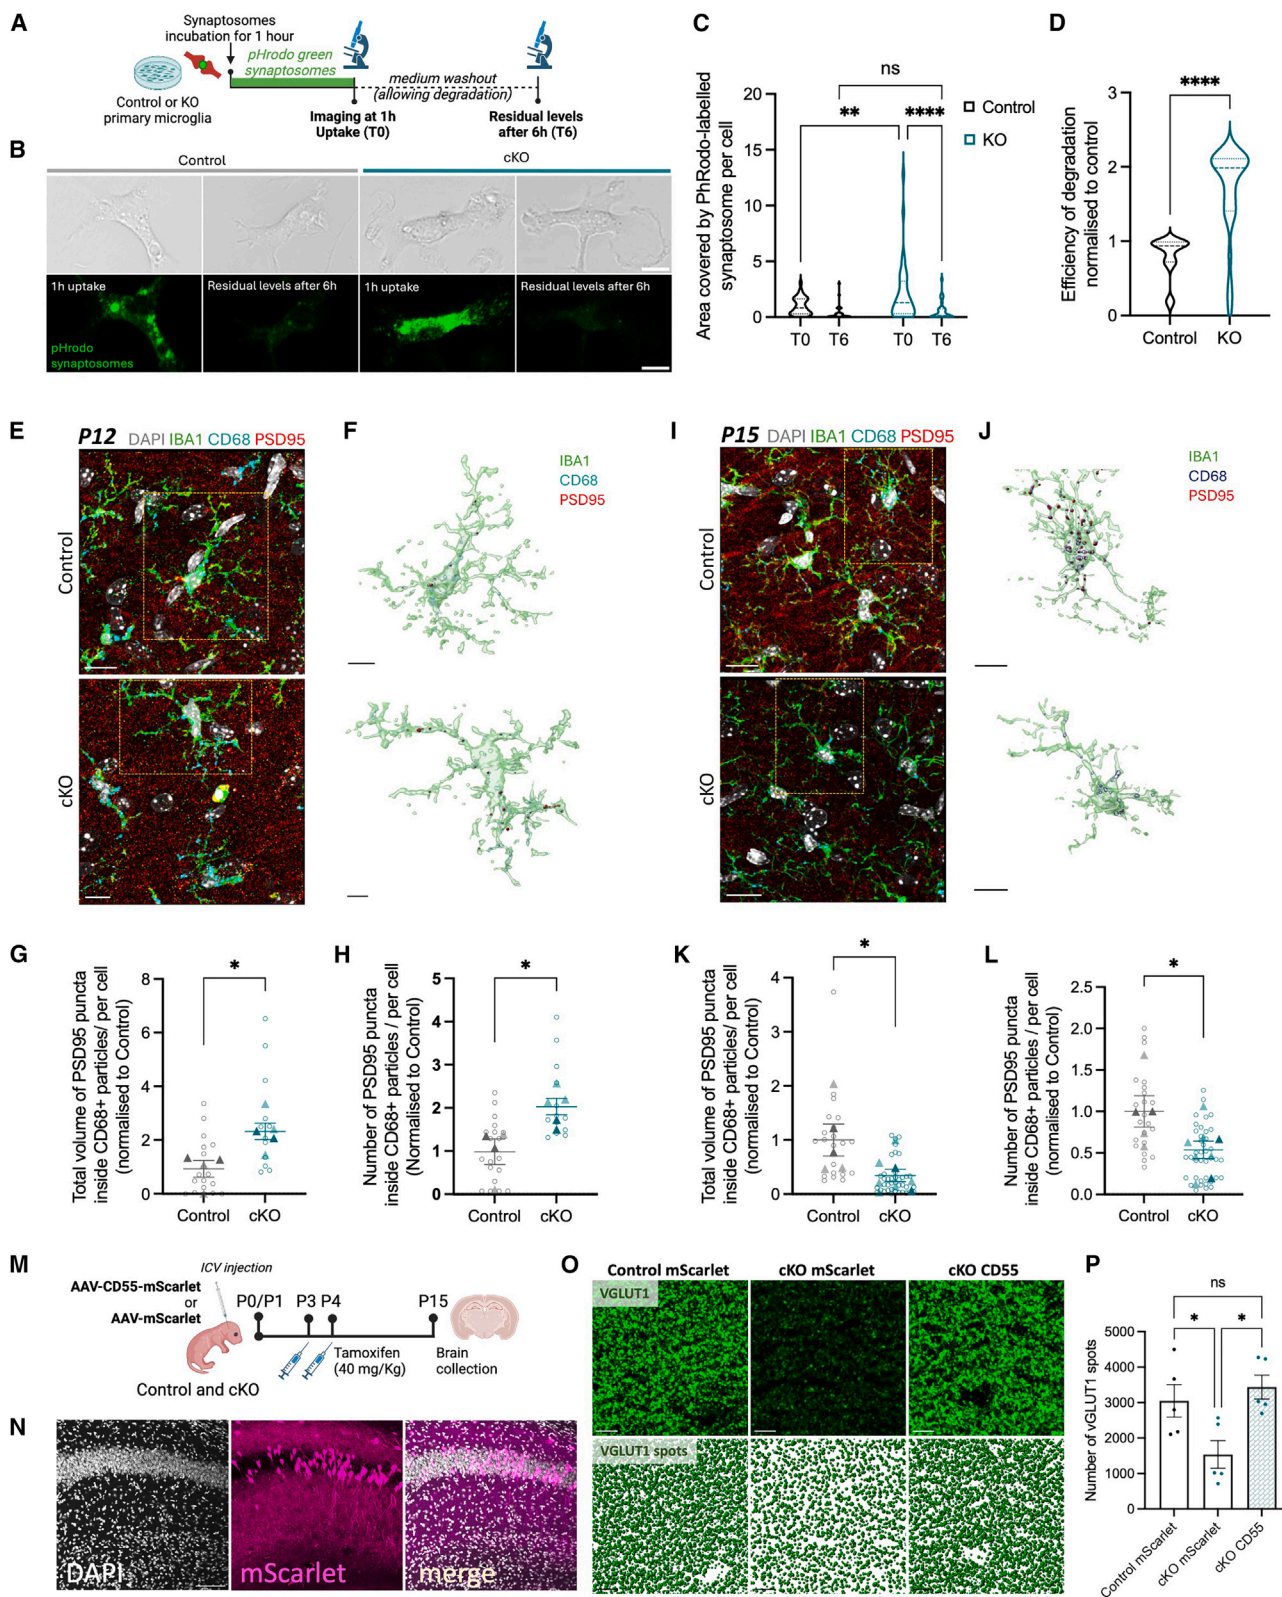 A
Synaptosomes
incubation for 1 hour
pHrodo green
synaptosomes
medium washout
(allowing degradation)
Control or KO
primary microglia
Imaging at 1h
Uptake (T0)
Residual levels
after 6h (T6)
B
Control
cKO
1h uptake
Residual levels after 6h
1h uptake
Residual levels after 6h
pHrodo
synaptosomes
C
Area covered by PhRodo-labelled
synaptosome per cell
20
15
10
5
0
ns
**
****
Control
KO
T0
T6
T0
T6
D
Efficiency of degradation
normalised to control
3
2
1
0
****
Control
KO
E
P12 DAPI IBA1 CD68 PSD95
Control
cKO
F
IBA1
CD68
PSD95
I
P15 DAPI IBA1 CD68 PSD95
Control
cKO
J
IBA1
CD68
PSD95
G
Total volume of PSD95 puncta
inside CD68+ particles/ per cell
(normalised to Control)
8
6
4
2
0
*
Control
cKO
H
Number of PSD95 puncta
inside CD68+ particles / per cell
(Normalised to Control)
5
4
3
2
1
0
*
Control
cKO
K
Total volume of PSD95 puncta
inside CD68+ particles/ per cell
(normalised to Control)
4
3
2
1
0
*
Control
cKO
L
Number of PSD95 puncta
inside CD68+ particles / per cell
(normalised to Control)
2.5
2.0
1.5
1.0
0.5
0.0
*
Control
cKO
M
ICV injection
AAV-CD55-mScarlet
or
AAV-mScarlet
P0/P1
P3 P4
P15
Tamoxifen
(40 mg/Kg)
Brain
collection
Control and cKO
N
DAPI
mScarlet
merge
O
Control mScarlet
cKO mScarlet
cKO CD55
VGLUT1
VGLUT1 spots
P
Number of vGLUT1 spots
5000
4000
3000
2000
1000
0
ns
*
*
Control mScarlet
cKO mScarlet
cKO CD55